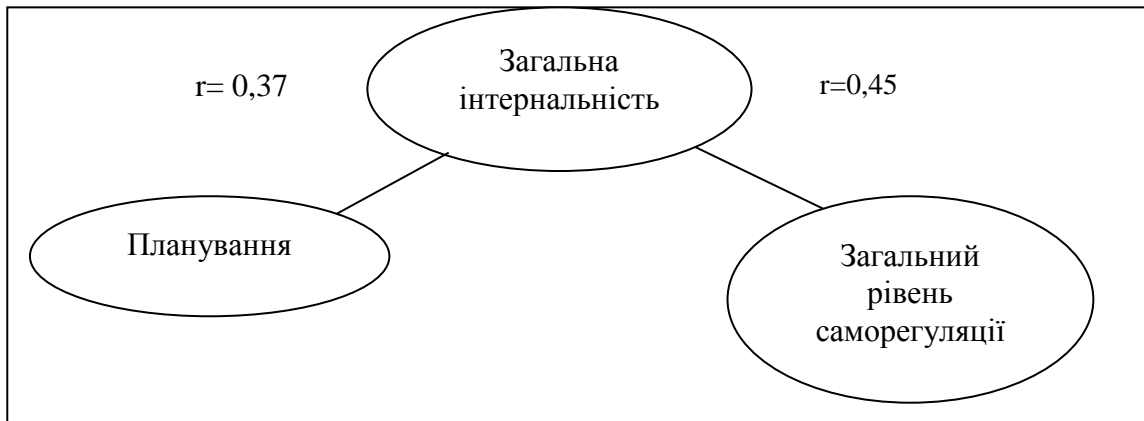 Загальна
інтернальність
r= 0,37
r=0,45
Планування
Загальний
рівень
саморегуляції